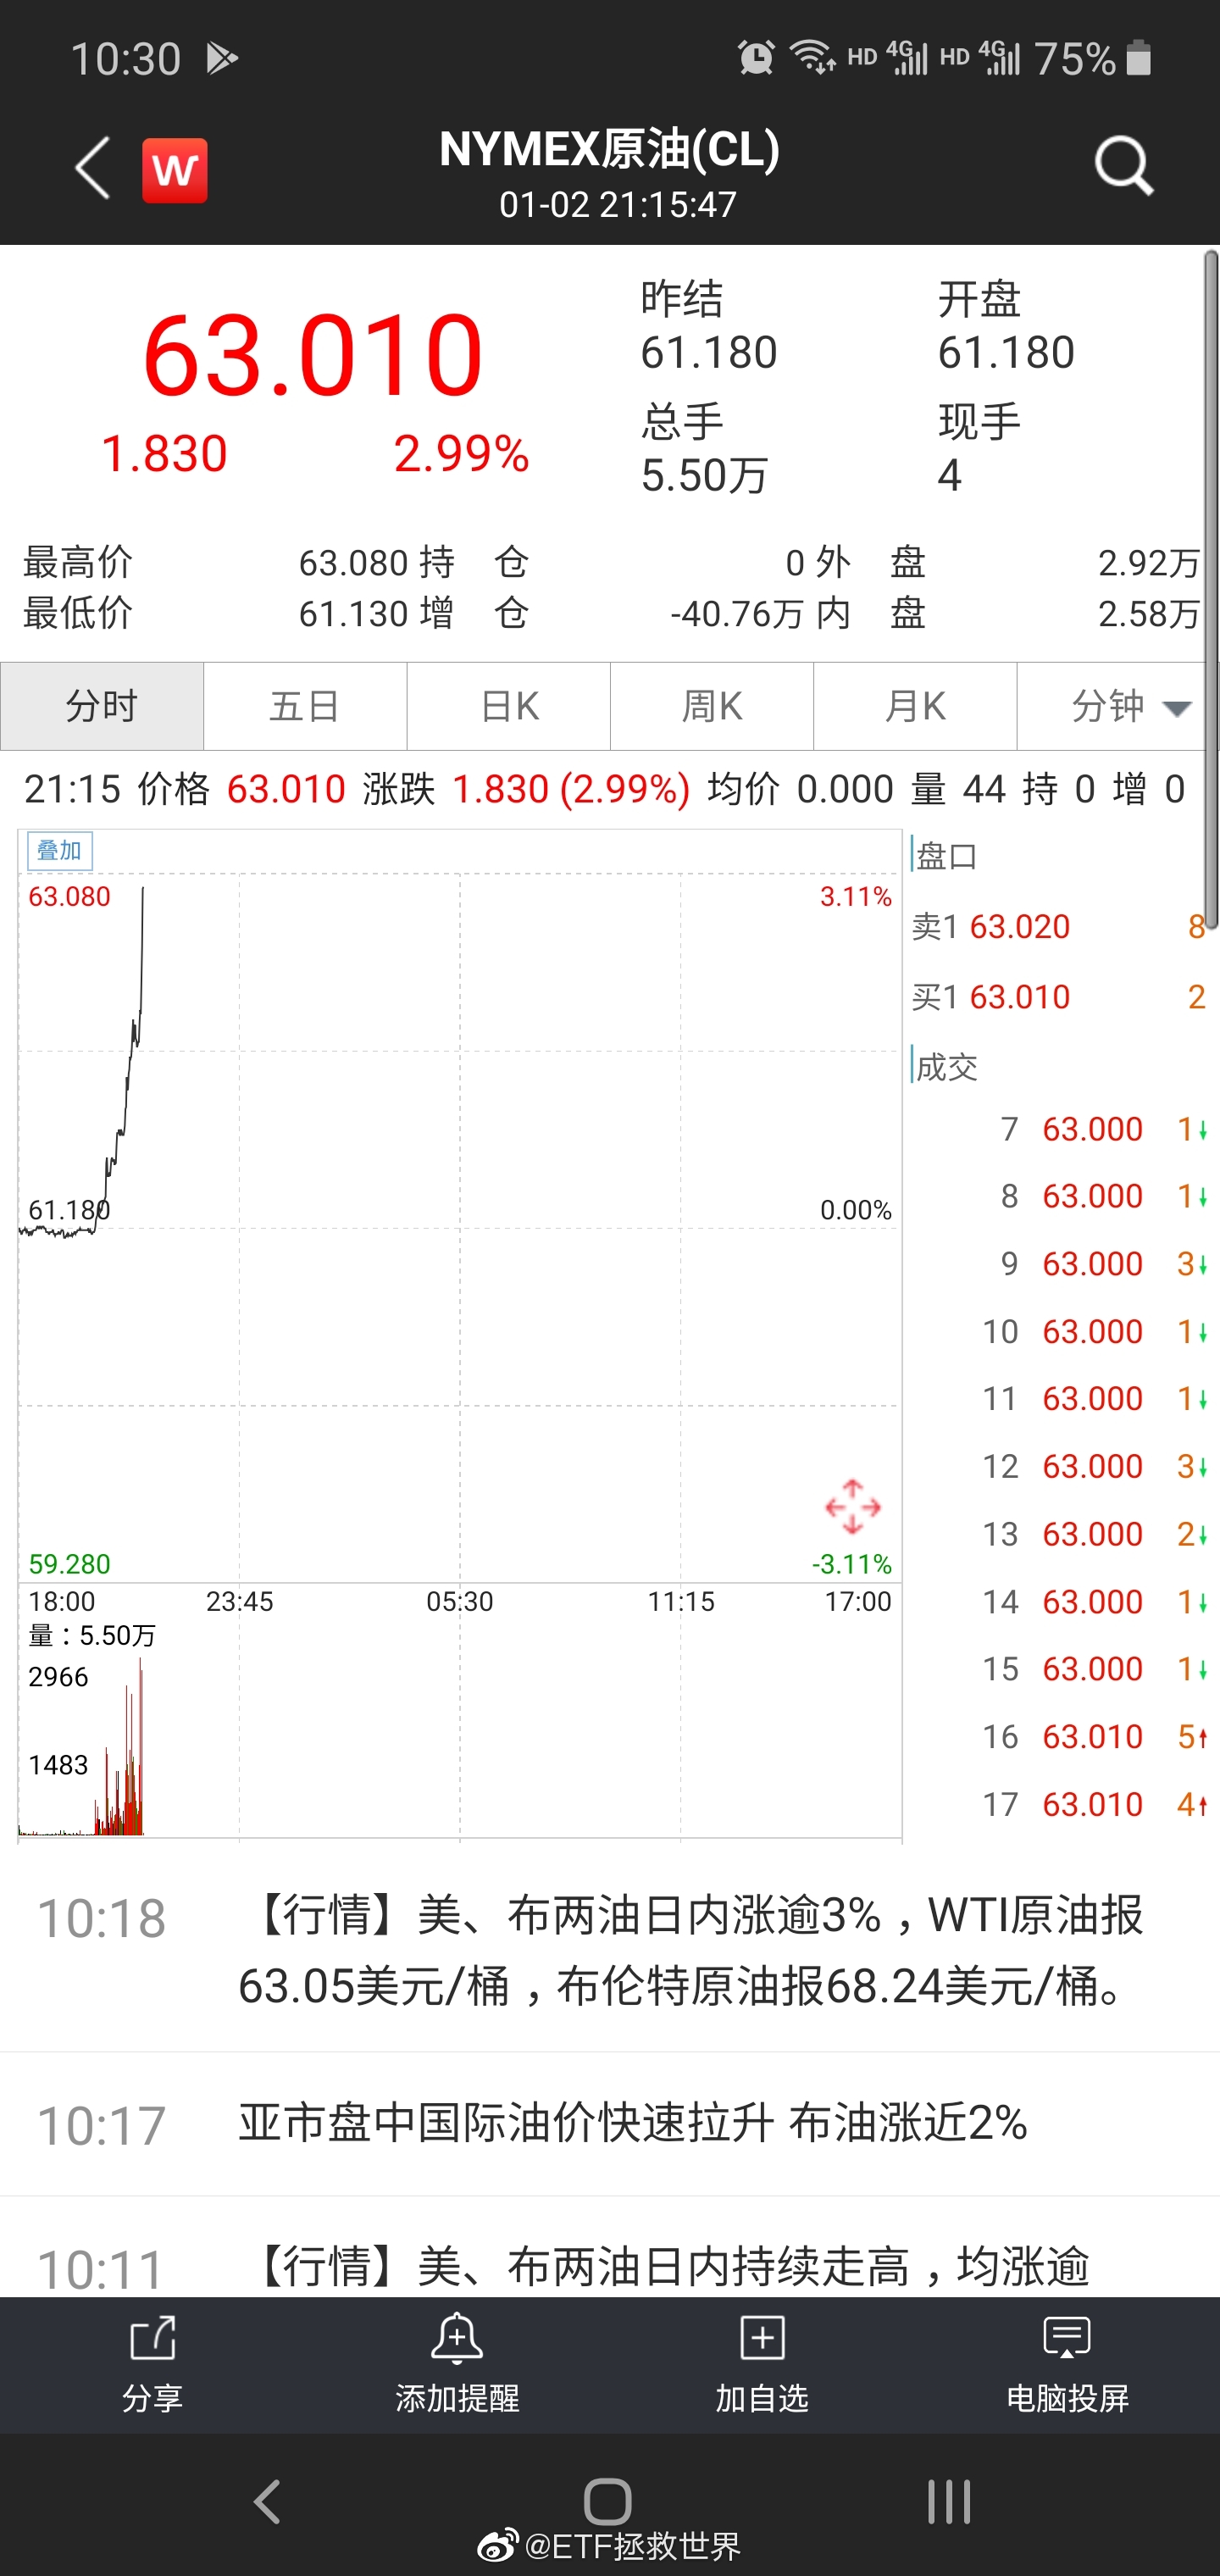 10:30 HD 4G HD 4G 75%
W
NYMEX原油(CL)
01-02 21:15:47
63.010
1.830 2.99%
昨结 开盘
61.180 61.180
总手 现手
5.50万 4
最高价 63.080 持 仓 0 外 盘 2.92万
最低价 61.130 增 仓 -40.76万 内 盘 2.58万
分时 五日 日K 周K 月K 分钟
21:15 价格 63.010 涨跌 1.830 (2.99%) 均价 0.000 量 44 持 0 增 0
叠加
63.080 3.11%
61.180 0.00%
59.280 -3.11%
18:00 23:45 05:30 11:15 17:00
量：5.50万
2966
1483
盘口
卖1 63.020 8
买1 63.010 2
成交
7 63.000 1↓
8 63.000 1↓
9 63.000 3↓
10 63.000 1↓
11 63.000 1↓
12 63.000 3↓
13 63.000 2↓
14 63.000 1↓
15 63.000 1↓
16 63.010 5↑
17 63.010 4↑
10:18 【行情】美、布两油日内涨逾3%，WTI原油报
63.05美元/桶，布伦特原油报68.24美元/桶。
10:17 亚市盘中国际油价快速拉升 布油涨近2%
10:11 【行情】美、布两油日内持续走高，均涨逾
分享 添加提醒 加自选 电脑投屏
@ETF拯救世界